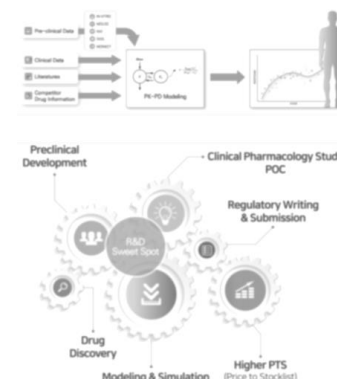 Pre-clinical Data
Clinical Data
Literatures
Competitor
Drug Information
PK-PD Modeling
Preclinical
Development
Clinical Pharmacology Stud
POC
R&D
Sweet Spot
Regulatory Writing
& Submission
Drug
Discovery
Modeling & Simulation
Higher PTS
(Price to Stocklist)